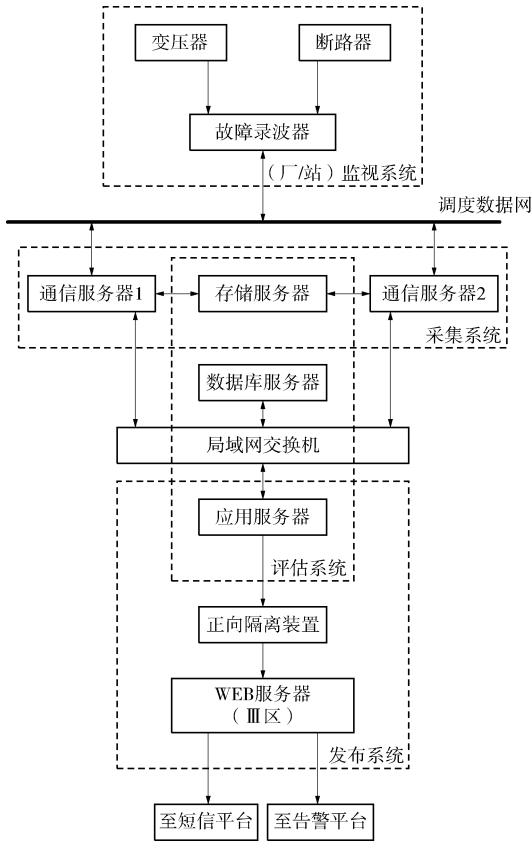 变压器
断路器
故障录波器
（厂/站）监视系统
调度数据网
通信服务器1
存储服务器
通信服务器2
采集系统
数据库服务器
局域网交换机
应用服务器
评估系统
正向隔离装置
WEB服务器
（Ⅲ区）
发布系统
至短信平台
至告警平台